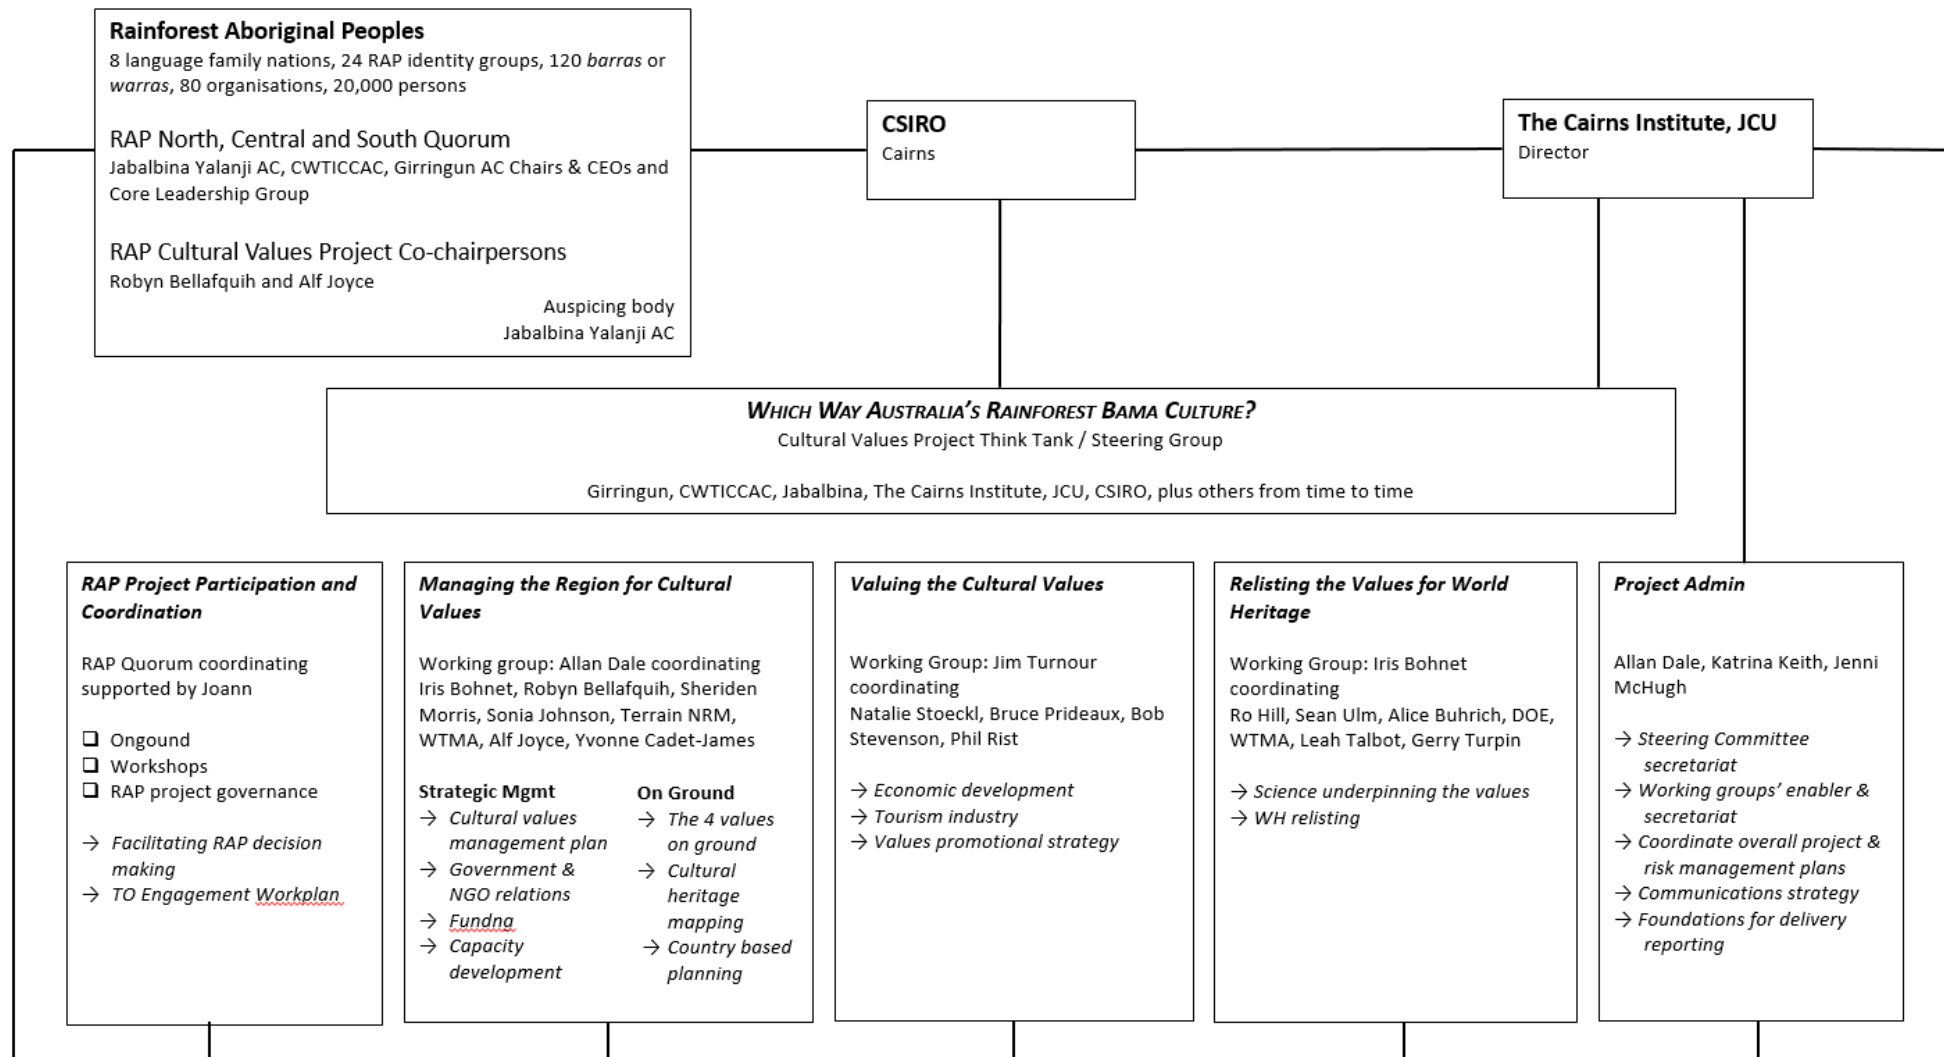 Rainforest Aboriginal Peoples
8 language family nations, 24 RAP identity groups, 120 barras or
warras, 80 organisations, 20,000 persons
RAP North, Central and South Quorum
Jabalbina Yalanji AC, CWTICCAC, Girringun AC Chairs & CEOs and
Core Leadership Group
RAP Cultural Values Project Co-chairpersons
Robyn Bellafquih and Alf Joyce
Auspicing body
Jabalbina Yalanji AC
CSIRO
Cairns
The Cairns Institute, JCU
Director
WHICH WAY AUSTRALIA'S RAINFOREST BAMA CULTURE?
Cultural Values Project Think Tank / Steering Group
Girringun, CWTICCAC, Jabalbina, The Cairns Institute, JCU, CSIRO, plus others from time to time
RAP Project Participation and
Coordination
RAP Quorum coordinating
supported by Joann
❑ Onground
❑ Workshops
❑ RAP project governance
→ Facilitating RAP decision
making
→ TO Engagement Workplan
Managing the Region for Cultural
Values
Working group: Allan Dale coordinating
Iris Bohnet, Robyn Bellafquih, Sheriden
Morris, Sonia Johnson, Terrain NRM,
WTMA, Alf Joyce, Yvonne Cadet-James
Strategic Mgmt
→ Cultural values
management plan
→ Government &
NGO relations
→ Fundng
→ Capacity
development
On Ground
→ The 4 values
on ground
→ Cultural
heritage
mapping
→ Country based
planning
Valuing the Cultural Values
Working Group: Jim Turnour
coordinating
Natalie Stoeckl, Bruce Prideaux, Bob
Stevenson, Phil Rist
→ Economic development
→ Tourism industry
→ Values promotional strategy
Relisting the Values for World
Heritage
Working Group: Iris Bohnet
coordinating
Ro Hill, Sean Ulm, Alice Buhrich, DOE,
WTMA, Leah Talbot, Gerry Turpin
→ Science underpinning the values
→ WH relisting
Project Admin
Allan Dale, Katrina Keith, Jenni
McHugh
→ Steering Committee
secretariat
→ Working groups' enabler &
secretariat
→ Coordinate overall project &
risk management plans
→ Communications strategy
→ Foundations for delivery
reporting